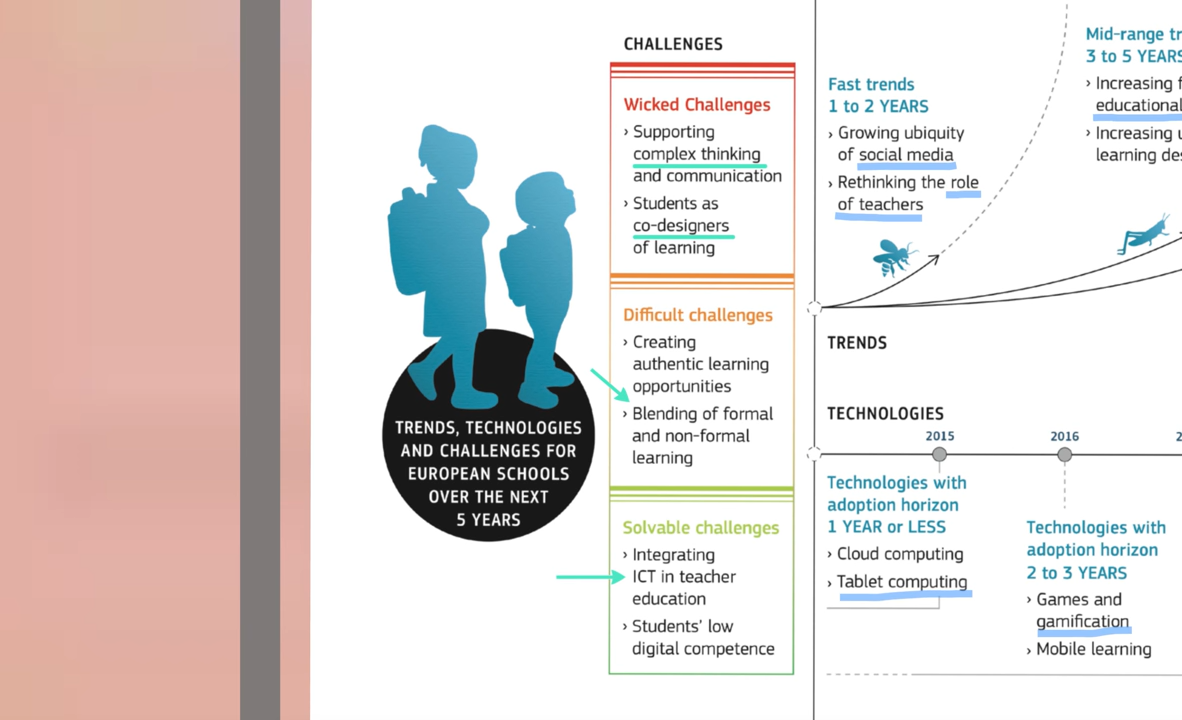 TRENDS, TECHNOLOGIES
AND CHALLENGES FOR
EUROPEAN SCHOOLS
OVER THE NEXT
5 YEARS
CHALLENGES
Wicked Challenges
› Supporting
complex thinking
and communication
› Students as
co-designers
of learning
Difficult challenges
› Creating
authentic learning
opportunities
› Blending of formal
and non-formal
learning
Solvable challenges
› Integrating
ICT in teacher
education
› Students' low
digital competence
Fast trends
1 to 2 YEARS
› Growing ubiquity
of social media
› Rethinking the role
of teachers
Mid-range tr
3 to 5 YEARS
› Increasing
educational
› Increasing
learning des
TRENDS
TECHNOLOGIES
2015
2016
2
Technologies with
adoption horizon
1 YEAR or LESS
› Cloud computing
› Tablet computing
Technologies with
adoption horizon
2 to 3 YEARS
› Games and
gamification
› Mobile learning